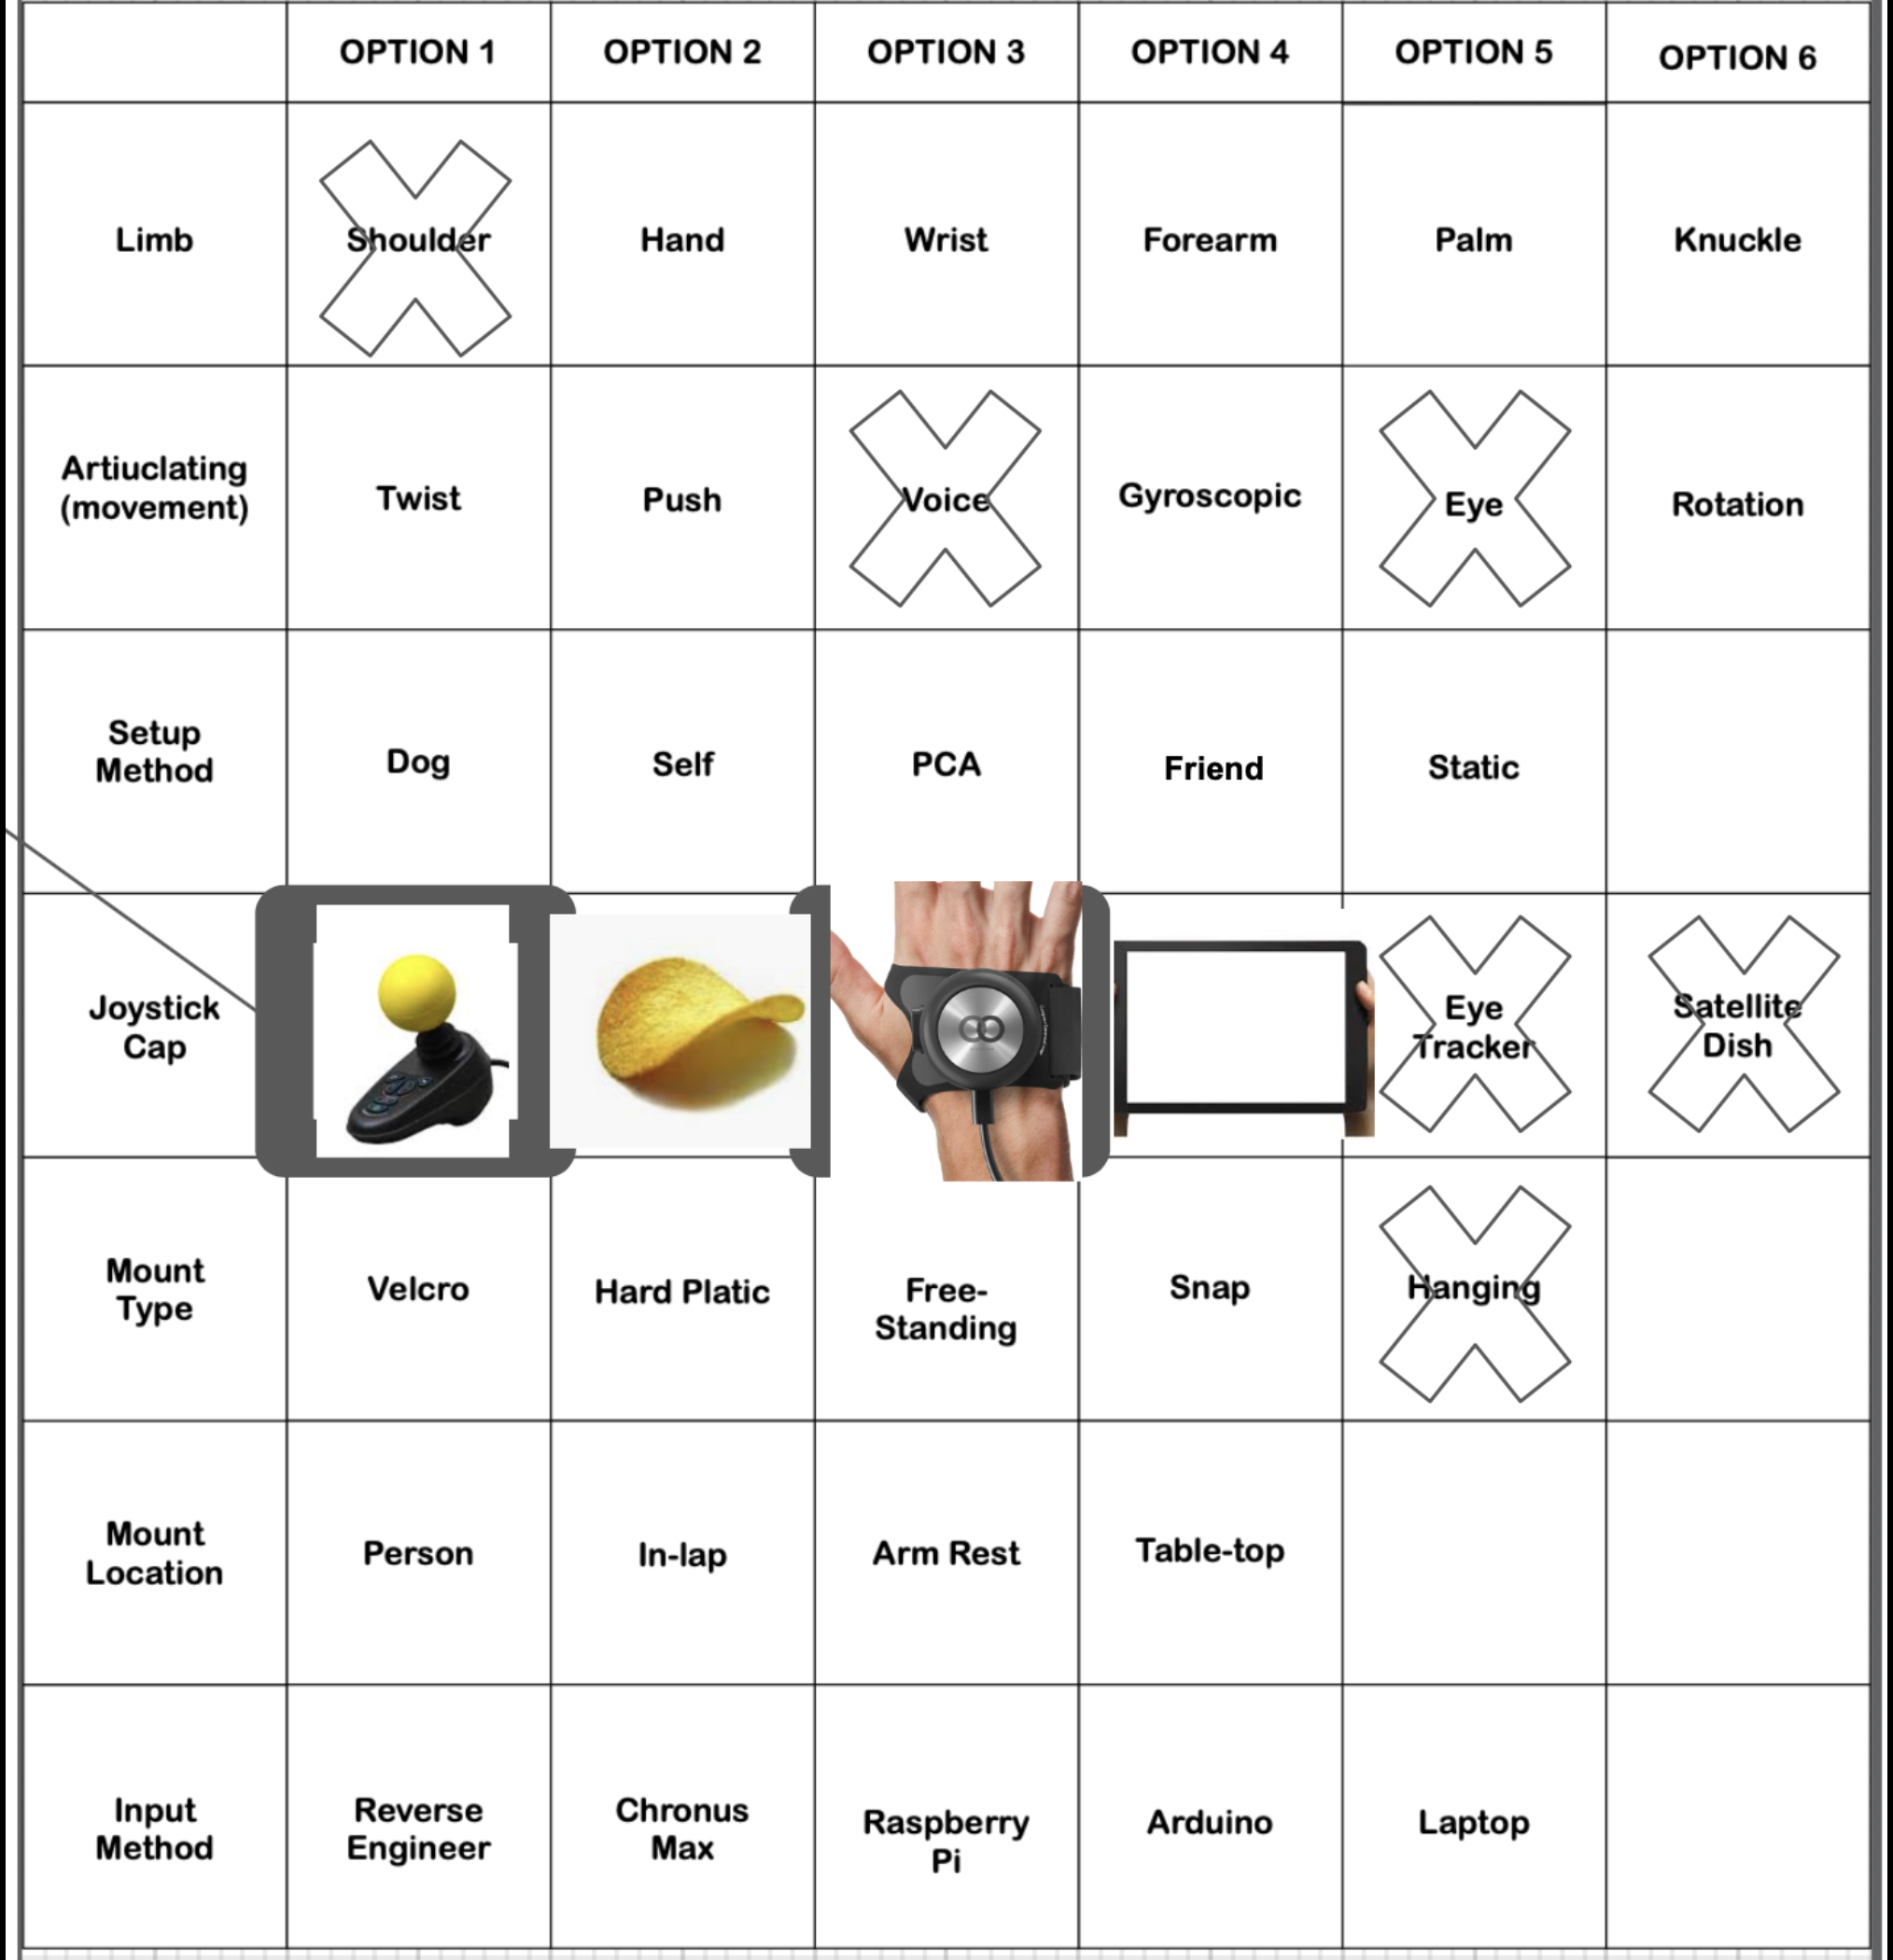 OPTION 1 OPTION 2 OPTION 3 OPTION 4 OPTION 5 OPTION 6
Limb Shoulder Hand Wrist Forearm Palm Knuckle
Artiuclating
(movement) Twist Push Voice Gyroscopic Eye Rotation
Setup
Method Dog Self PCA Friend Static
Joystick
Cap
Eye
Tracker
Satellite
Dish
Mount
Type Velcro Hard Platic
Free-
Standing
Snap Hanging
Mount
Location Person In-lap Arm Rest Table-top
Input
Method
Reverse
Engineer
Chronus
Max
Raspberry
Pi
Arduino Laptop